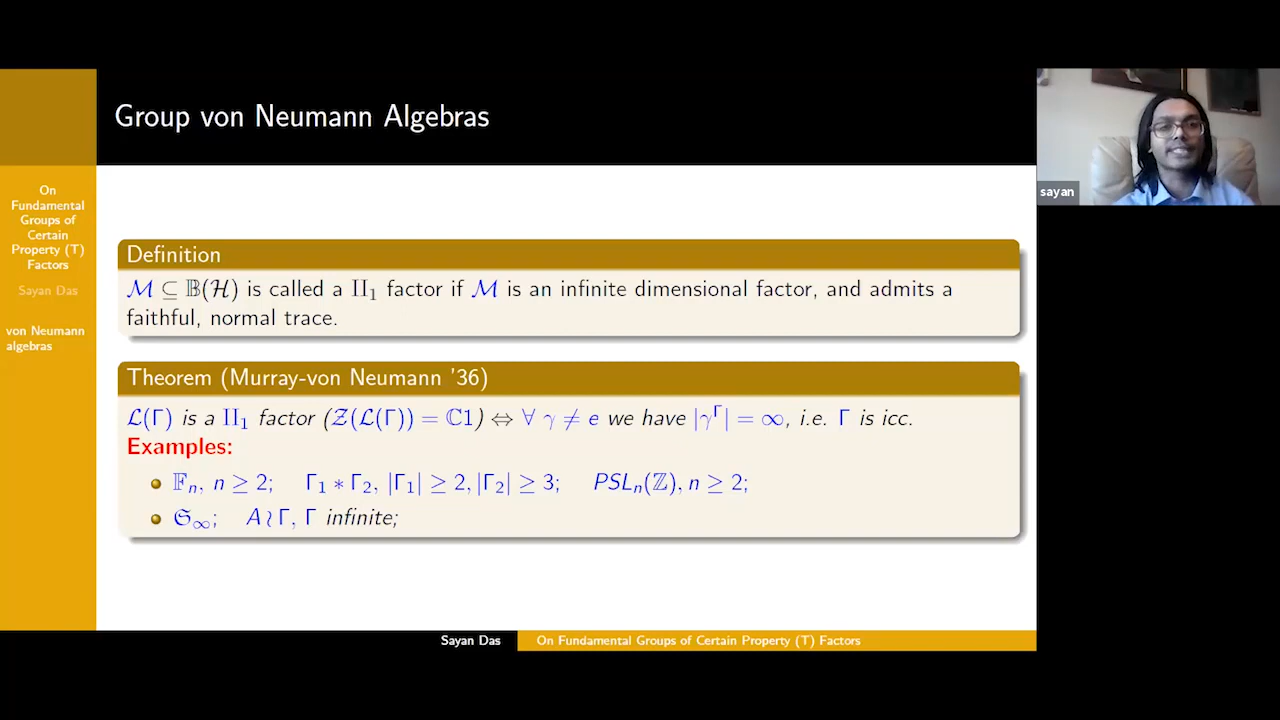 Group von Neumann Algebras
On
Fundamental
Groups of
Certain
Property (T)
Factors
Sayan Das
von Neumann
algebras
Definition
ℳ ⊆ 𝔹(ℋ) is called a II₁ factor if ℳ is an infinite dimensional factor, and admits a
faithful, normal trace.
Theorem (Murray-von Neumann '36)
ℒ(Γ) is a II₁ factor (𝒵(ℒ(Γ)) = ℂ1) ⇔ ∀ γ ≠ e we have |γ^Γ| = ∞, i.e. Γ is icc.
Examples:
𝔽ₙ, n ≥ 2; Γ₁ ∗ Γ₂, |Γ₁| ≥ 2, |Γ₂| ≥ 3; PSLₙ(ℤ), n ≥ 2;
𝔖_∞; A ≀ Γ, Γ infinite;
Sayan Das On Fundamental Groups of Certain Property (T) Factors
sayan